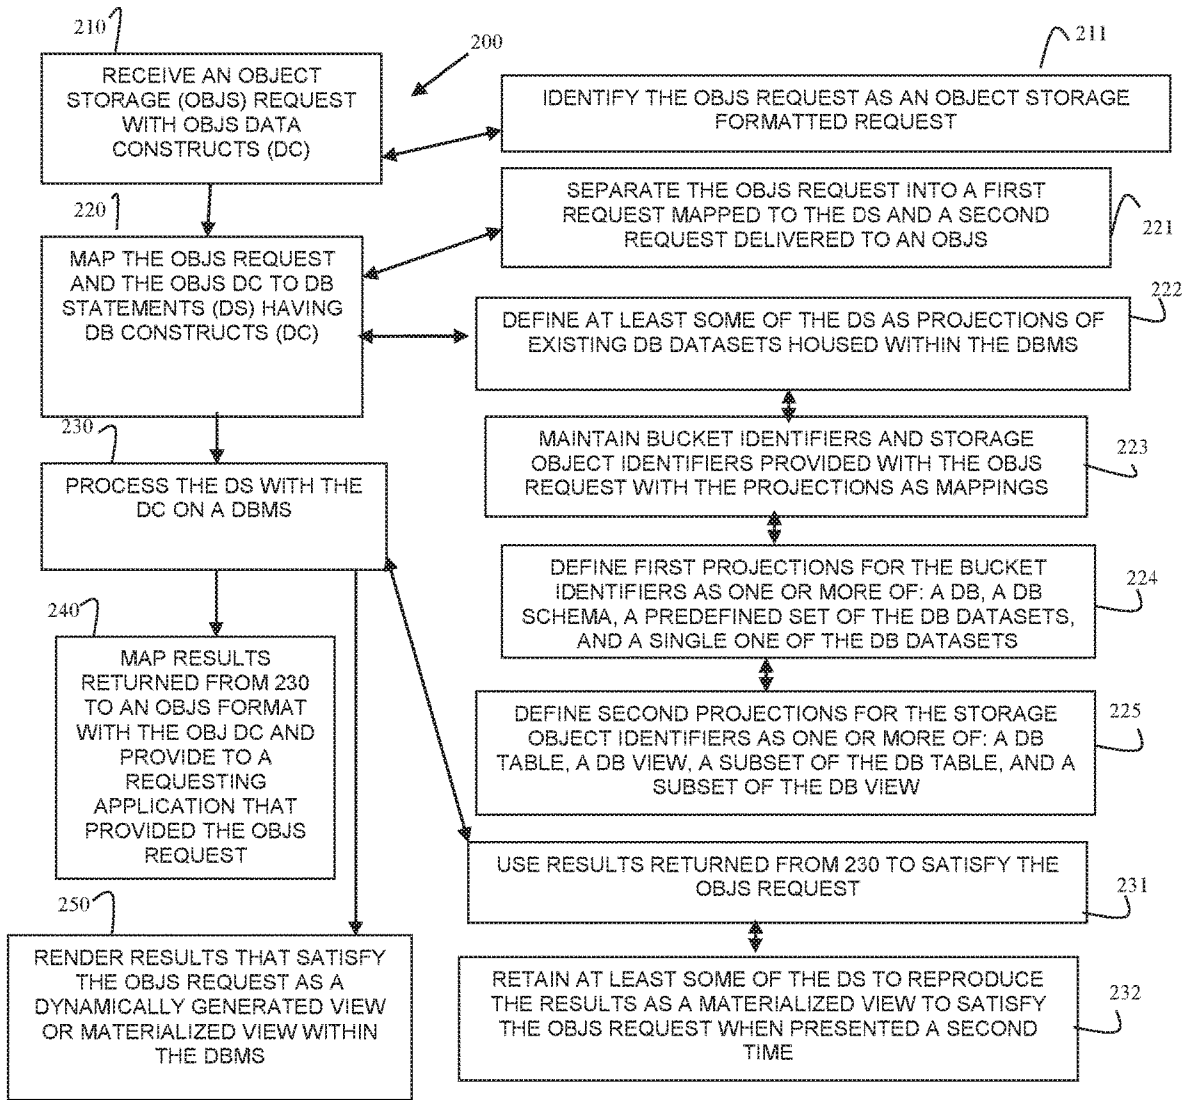 210
200
211
RECEIVE AN OBJECT
STORAGE (OBJS) REQUEST
WITH OBJS DATA
CONSTRUCTS (DC)
IDENTIFY THE OBJS REQUEST AS AN OBJECT STORAGE
FORMATTED REQUEST
220
SEPARATE THE OBJS REQUEST INTO A FIRST
REQUEST MAPPED TO THE DS AND A SECOND
REQUEST DELIVERED TO AN OBJS
221
MAP THE OBJS REQUEST
AND THE OBJS DC TO DB
STATEMENTS (DS) HAVING
DB CONSTRUCTS (DC)
222
DEFINE AT LEAST SOME OF THE DS AS PROJECTIONS OF
EXISTING DB DATASETS HOUSED WITHIN THE DBMS
230
MAINTAIN BUCKET IDENTIFIERS AND STORAGE
OBJECT IDENTIFIERS PROVIDED WITH THE OBJS
REQUEST WITH THE PROJECTIONS AS MAPPINGS
223
PROCESS THE DS WITH THE
DC ON A DBMS
DEFINE FIRST PROJECTIONS FOR THE BUCKET
IDENTIFIERS AS ONE OR MORE OF: A DB, A DB
SCHEMA, A PREDEFINED SET OF THE DB DATASETS,
AND A SINGLE ONE OF THE DB DATASETS
224
240
MAP RESULTS
RETURNED FROM 230
TO AN OBJS FORMAT
WITH THE OBJ DC AND
PROVIDE TO A
REQUESTING
APPLICATION THAT
PROVIDED THE OBJS
REQUEST
DEFINE SECOND PROJECTIONS FOR THE STORAGE
OBJECT IDENTIFIERS AS ONE OR MORE OF: A DB
TABLE, A DB VIEW, A SUBSET OF THE DB TABLE, AND A
SUBSET OF THE DB VIEW
225
USE RESULTS RETURNED FROM 230 TO SATISFY THE
OBJS REQUEST
231
250
RENDER RESULTS THAT SATISFY
THE OBJS REQUEST AS A
DYNAMICALLY GENERATED VIEW
OR MATERIALIZED VIEW WITHIN
THE DBMS
RETAIN AT LEAST SOME OF THE DS TO REPRODUCE
THE RESULTS AS A MATERIALIZED VIEW TO SATISFY
THE OBJS REQUEST WHEN PRESENTED A SECOND
TIME
232